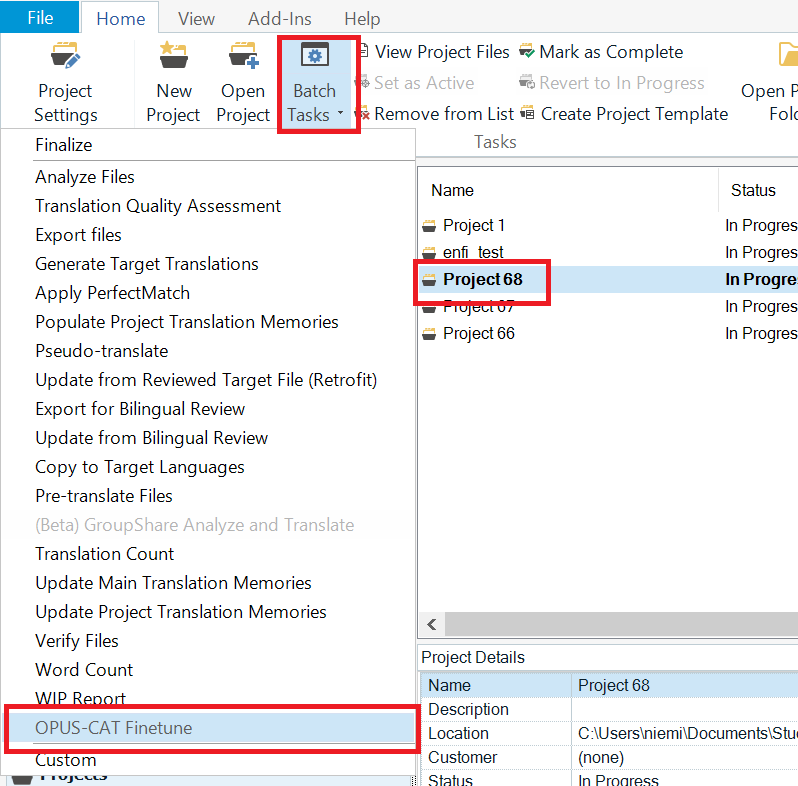 File Home View Add-Ins Help
Project Settings
New Project
Open Project
Batch Tasks
View Project Files
Set as Active
Remove from List
Mark as Complete
Revert to In Progress
Create Project Template
Open P
Fol
Tasks
Finalize
Analyze Files
Translation Quality Assessment
Export files
Generate Target Translations
Apply PerfectMatch
Populate Project Translation Memories
Pseudo-translate
Update from Reviewed Target File (Retrofit)
Export for Bilingual Review
Update from Bilingual Review
Copy to Target Languages
Pre-translate Files
(Beta) GroupShare Analyze and Translate
Translation Count
Update Main Translation Memories
Update Project Translation Memories
Verify Files
Word Count
WIP Report
OPUS-CAT Finetune
Custom
Projects
Name Status
Project 1 In Progres
enfi_test In Progres
Project 68 In Progre
Project 67 In Progres
Project 66 In Progres
Project Details
Name Project 68
Description
Location C:\Users\niemi\Documents\Stu
Customer (none)
Status In Progress